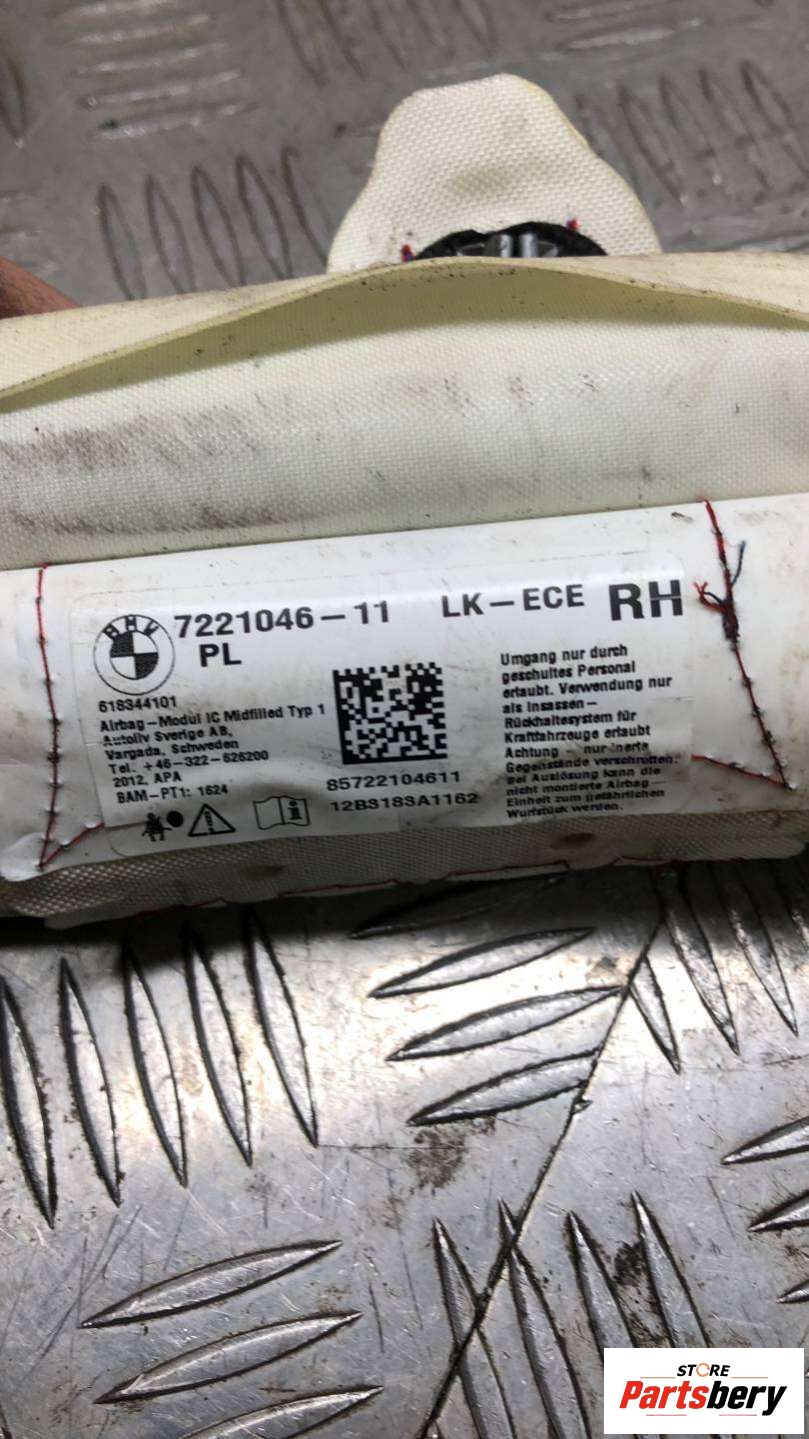 BMW
7221046-11 LK-ECE RH
PL
618344101
Airbag-Modul IC Midfilled Typ 1
Autoliv Sverige AB,
Vargada, Schweden
Tel. +46-322-626200
2012, APA
BAM-PT1: 1624
85722104611
12B3183A1162
Umgang nur durch
geschultes Personal
erlaubt. Verwendung nur
als Insassen-
Rückhaltesystem für
Kraftfahrzeuge erlaubt
Achtung - nur inerte
Gegenstände verschrotten!
Bei Auslösung kann die
nicht montierte Airbag-
Einheit zum gefährlichen
Wurfstück werden.
STORE
Partsbery